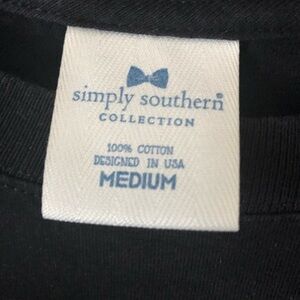 simply southern®
COLLECTION
100% COTTON
DESIGNED IN USA
MEDIUM